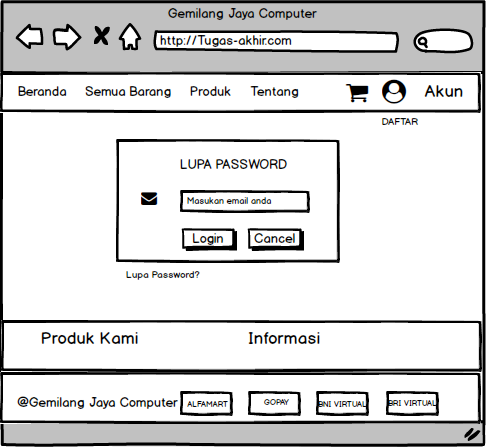 Gemilang Jaya Computer
http://Tugas-akhir.com
Beranda Semua Barang Produk Tentang Akun
DAFTAR
LUPA PASSWORD
Masukan email anda
Login Cancel
Lupa Password?
Produk Kami Informasi
@Gemilang Jaya Computer ALFAMART GOPAY BNI VIRTUAL BRI VIRTUAL